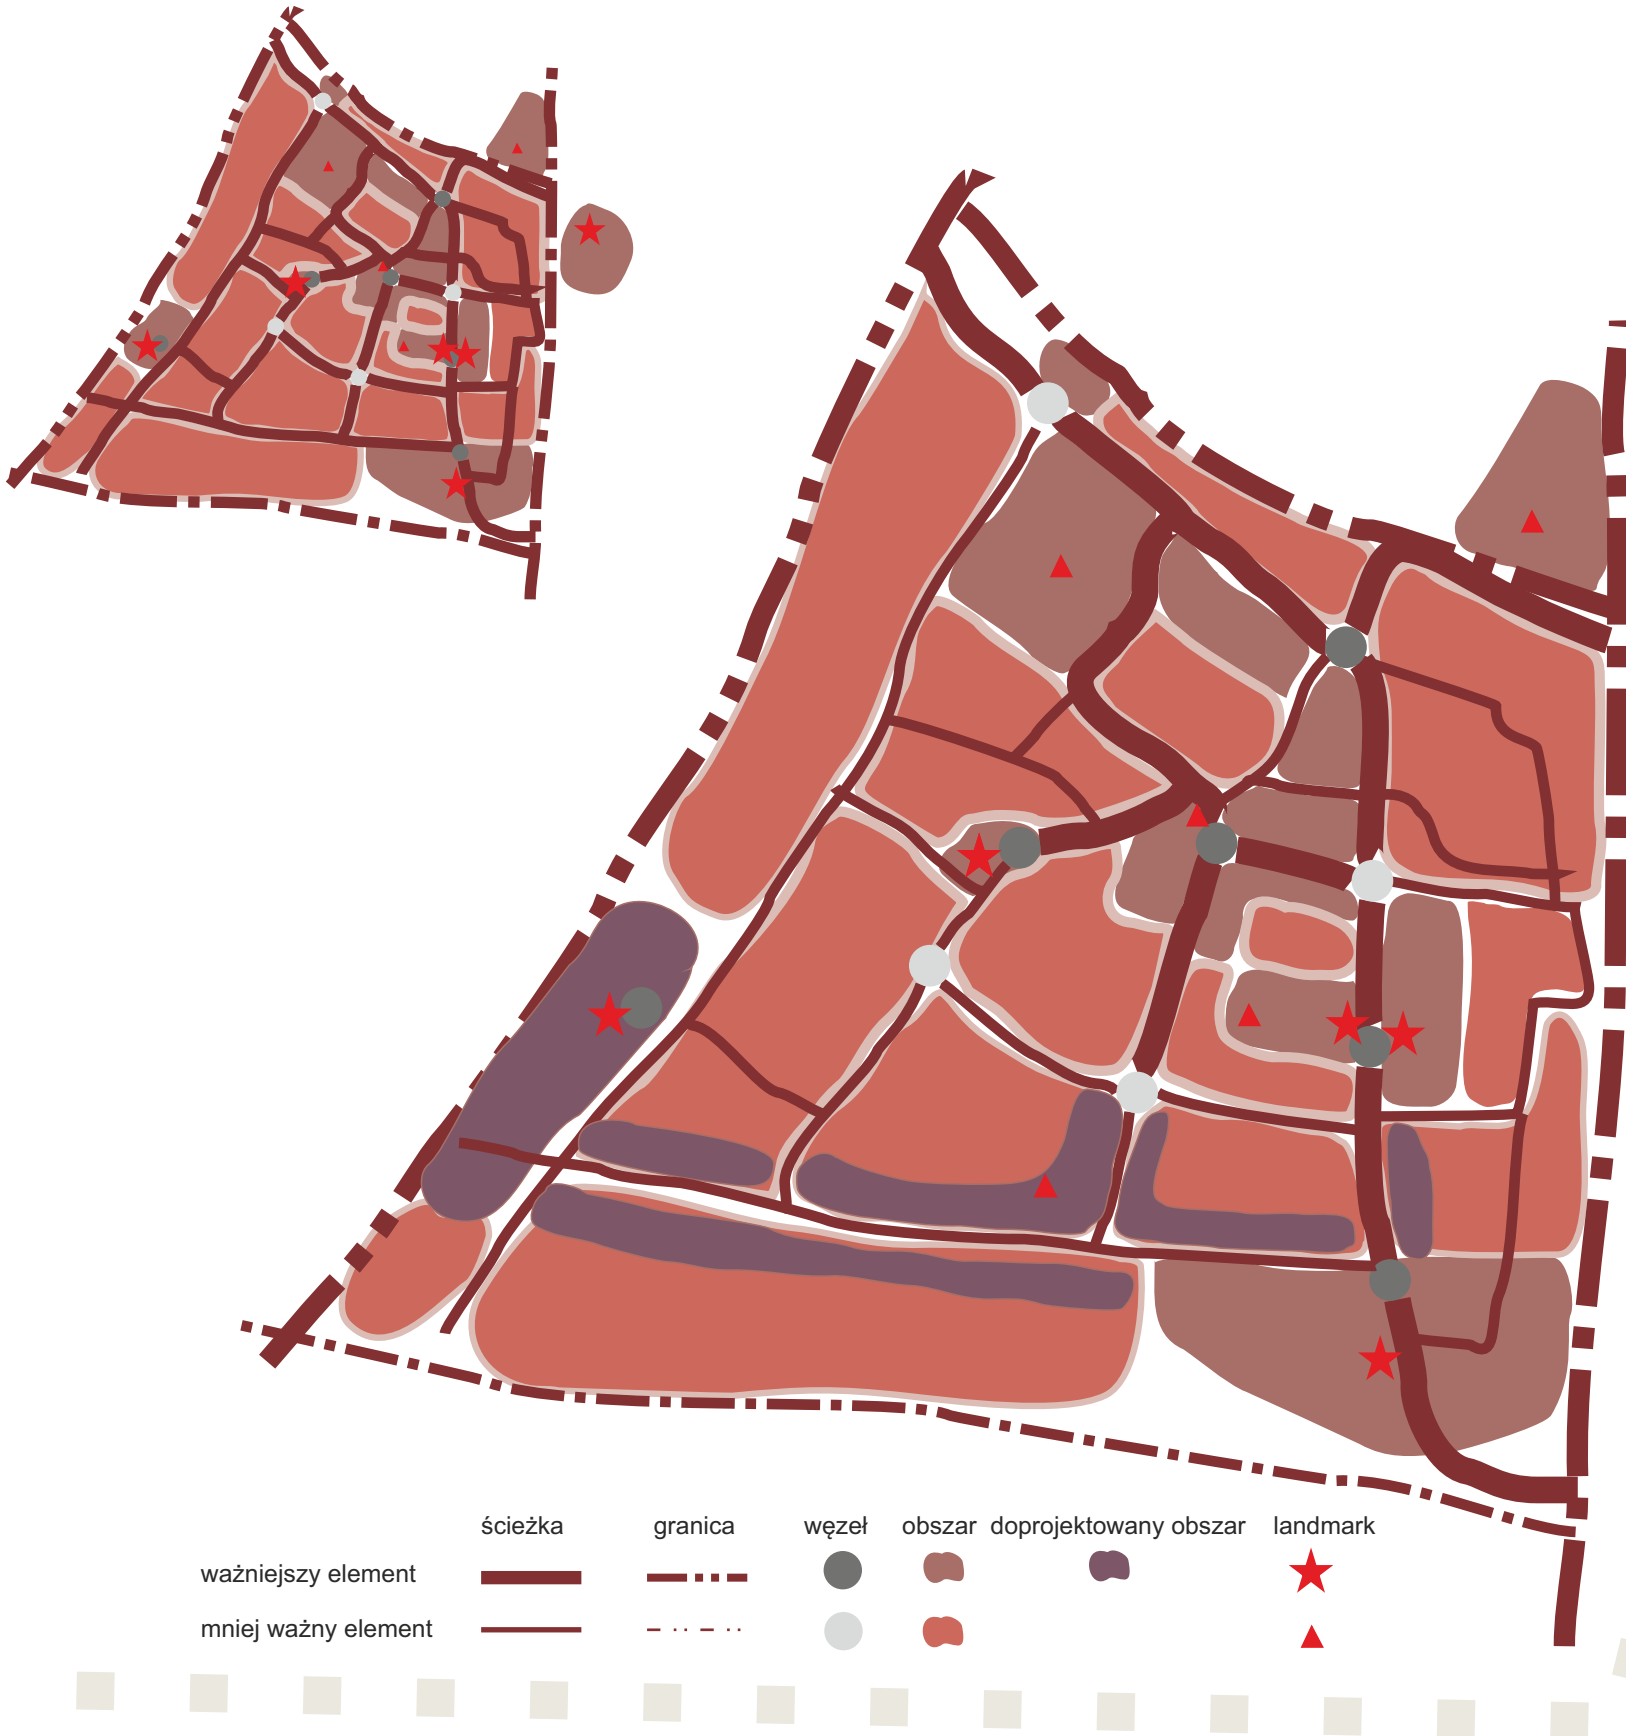 ścieżka granica węzeł obszar doprojektowany obszar landmark
ważniejszy element
mniej ważny element